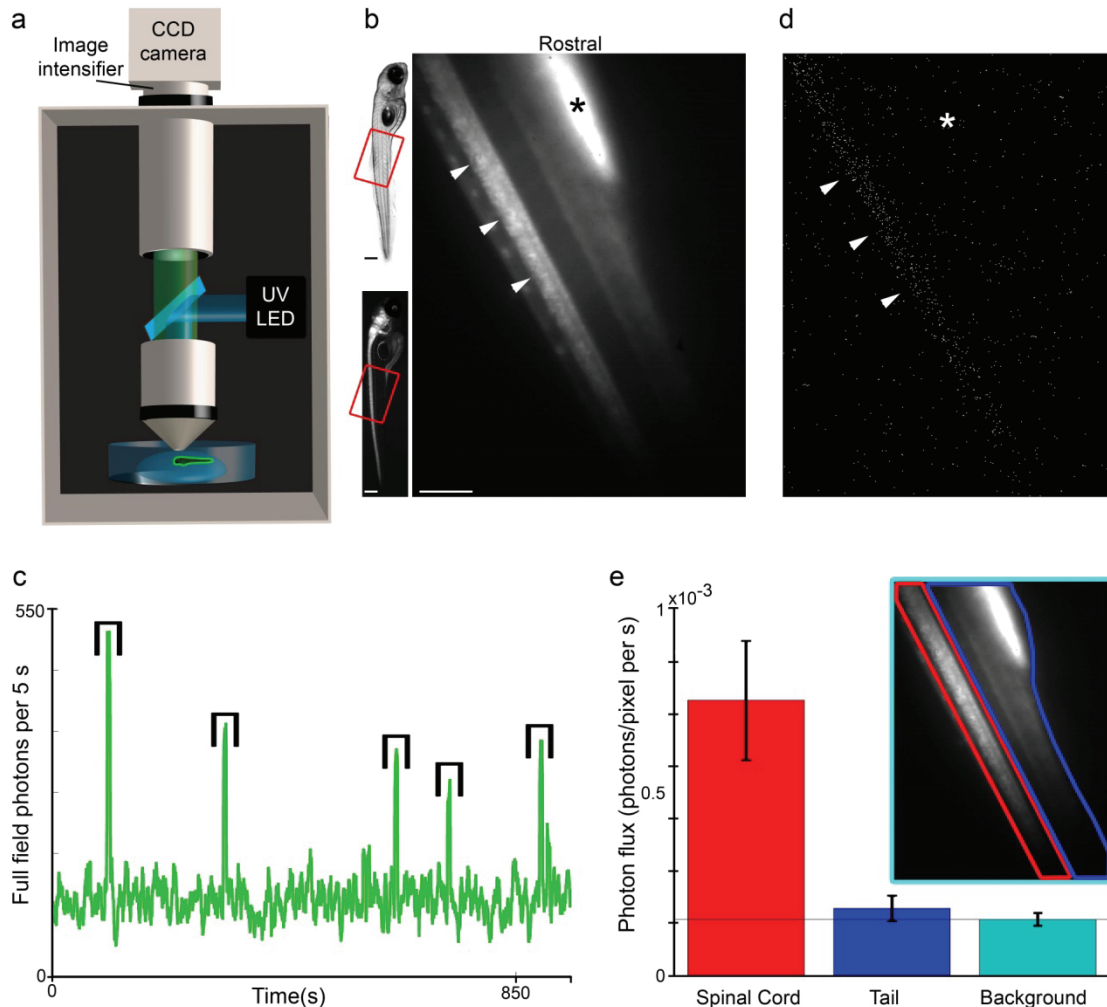 a
CCD
camera
Image
intensifier
UV
LED
b
Rostral
*
d
*
c
Full field photons per 5 s
550
0
Time(s)
850
e
Photon flux (photons/pixel per s)
1
x10-3
0.5
0
Spinal Cord
Tail
Background